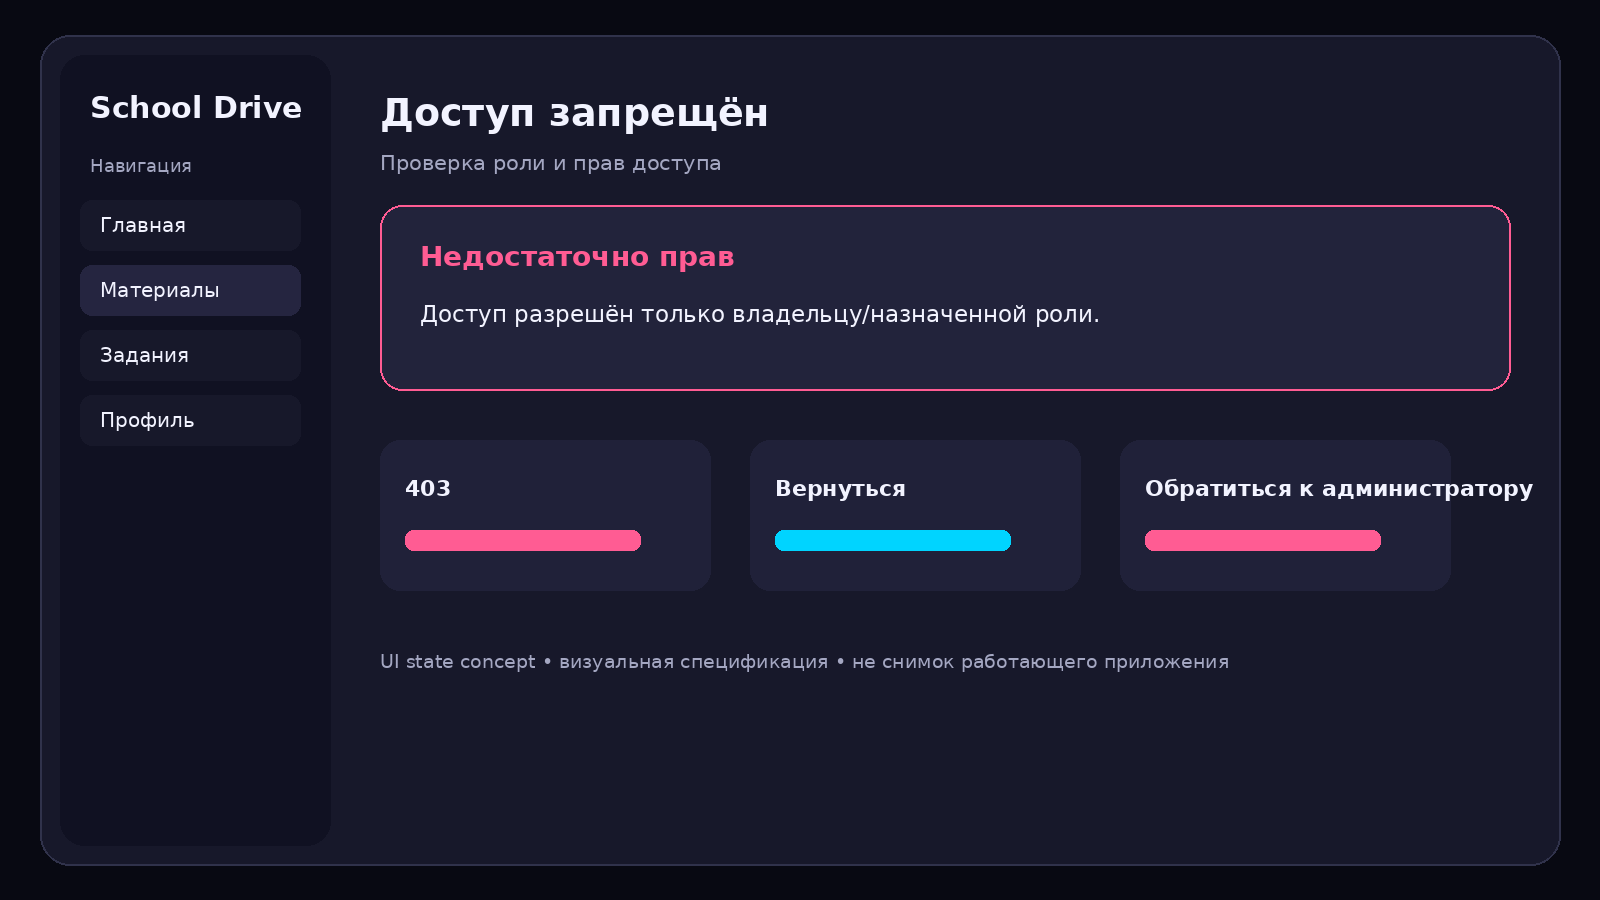 School Drive
Навигация
Главная
Материалы
Задания
Профиль
Доступ запрещён
Проверка роли и прав доступа
Недостаточно прав
Доступ разрешён только владельцу/назначенной роли.
403
Вернуться
Обратиться к администратору
UI state concept • визуальная спецификация • не снимок работающего приложения